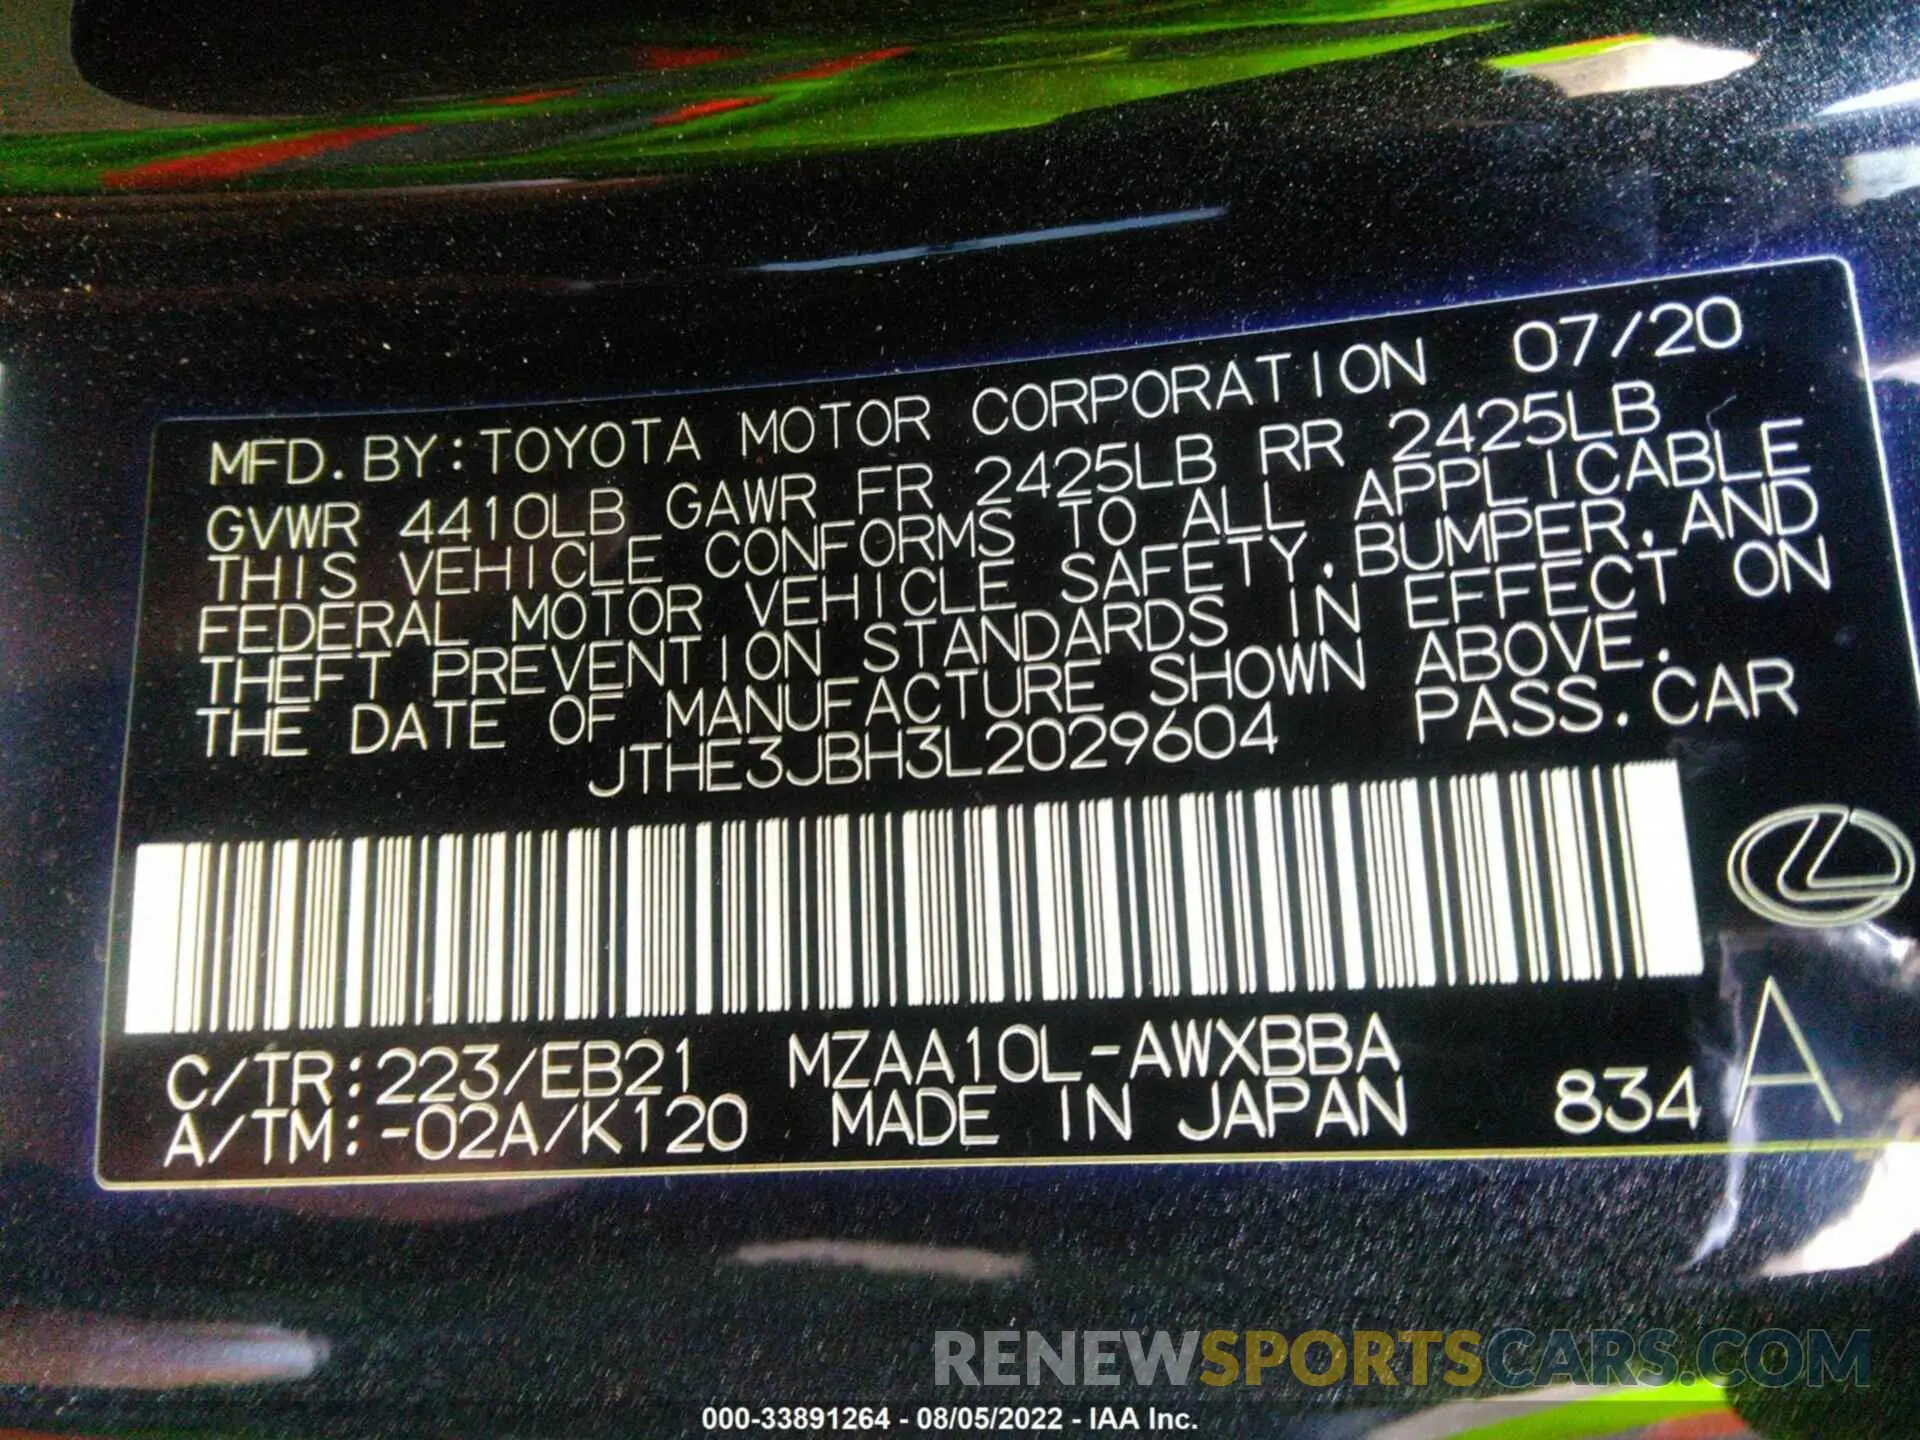 MFD. BY: TOYOTA MOTOR CORPORATION 07/20
GVWR 4410LB GAWR FR 2425LB RR 2425LB
THIS VEHICLE CONFORMS TO ALL APPLICABLE
FEDERAL MOTOR VEHICLE SAFETY, BUMPER, AND
THEFT PREVENTION STANDARDS IN EFFECT ON
THE DATE OF MANUFACTURE SHOWN ABOVE.
JTHE3JBH3L2029604 PASS. CAR
C/TR:223/EB21 MZAA10L-AWXBBA
A/TM:-02A/K120 MADE IN JAPAN 834 A
RENEWSPORTSCARS.COM
000-33891264 - 08/05/2022 - IAA Inc.